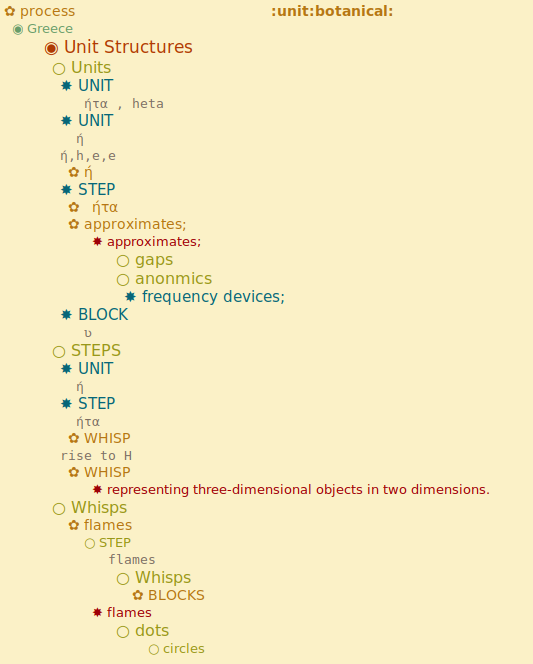 ✿ process :unit:botanical:
◉ Greece
◉ Unit Structures
○ Units
✸ UNIT
ήτα , heta
✸ UNIT
ή
ή,h,e,e
✿ ή
✸ STEP
✿ ήτα
✿ approximates;
✸ approximates;
○ gaps
○ anonmics
✸ frequency devices;
✸ BLOCK
υ
○ STEPS
✸ UNIT
ή
✸ STEP
ήτα
✿ WHISP
rise to H
✿ WHISP
✸ representing three-dimensional objects in two dimensions.
○ Whisps
✿ flames
○ STEP
flames
○ Whisps
✿ BLOCKS
✸ flames
○ dots
○ circles